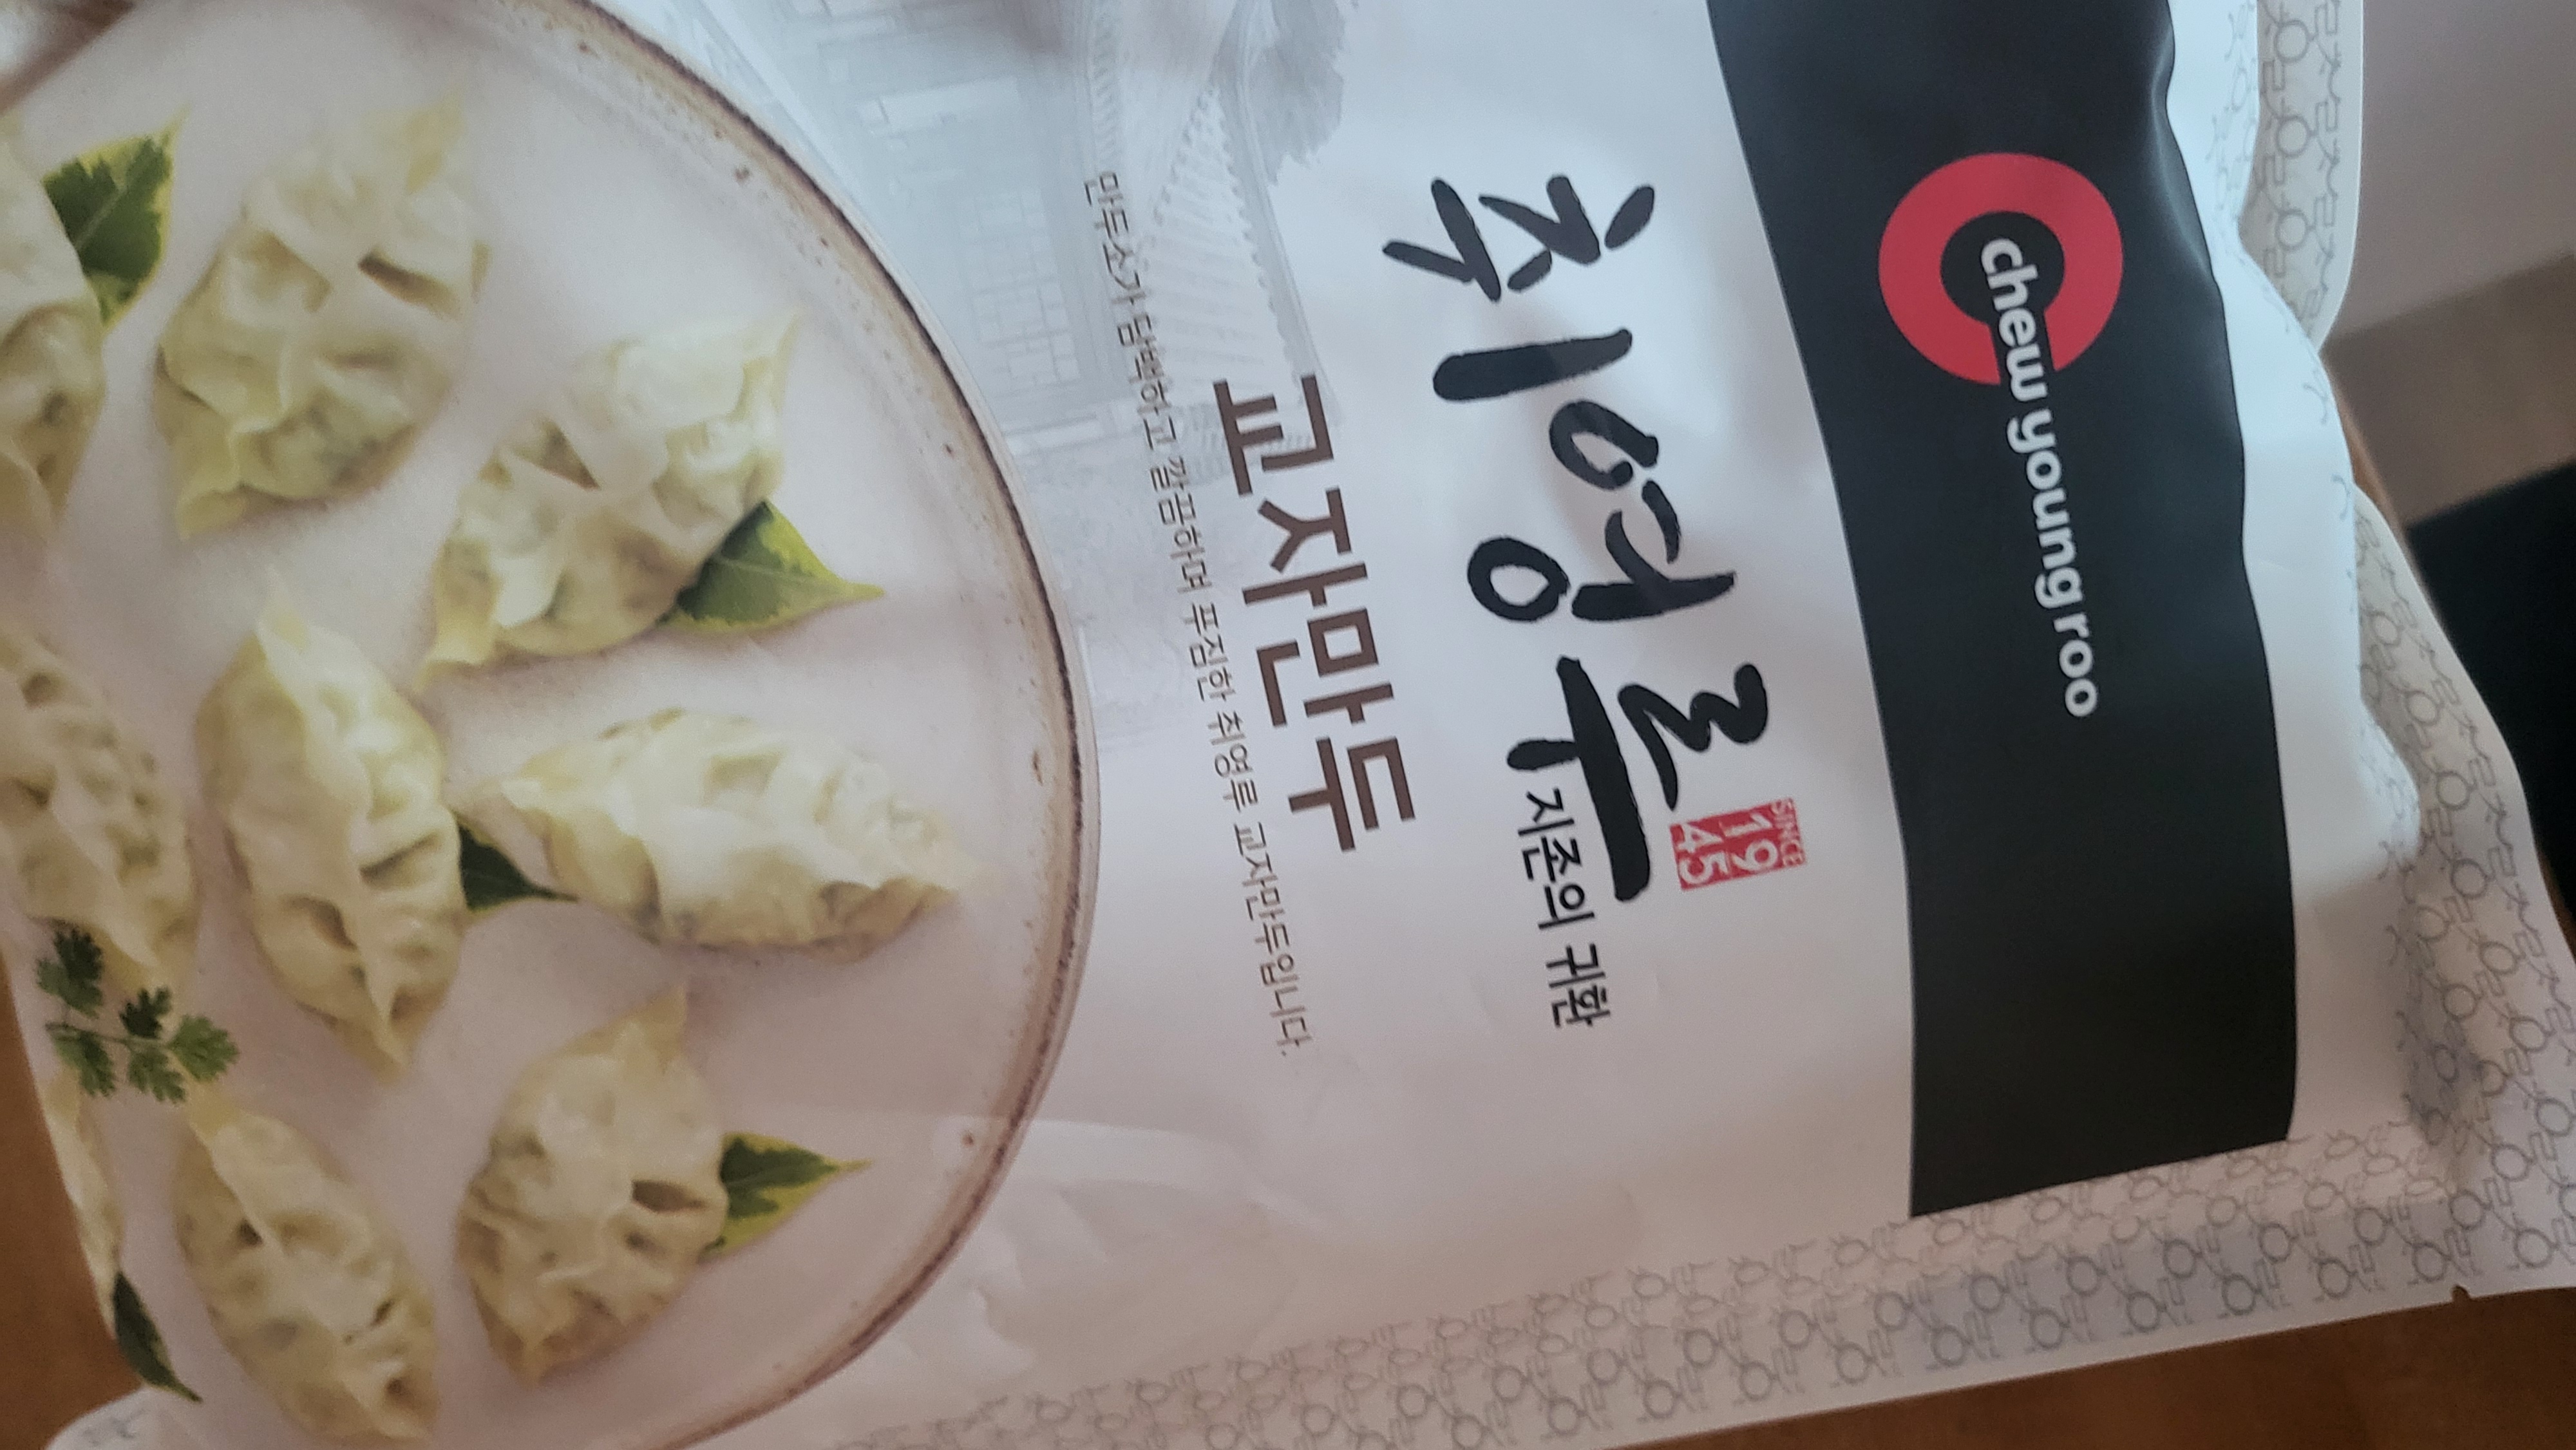 chew young roo
취영루
SINCE
19
45
지존의 귀환
교자만두
만두소가 담백하고 깔끔하며 푸짐한 취영루 교자만두입니다.